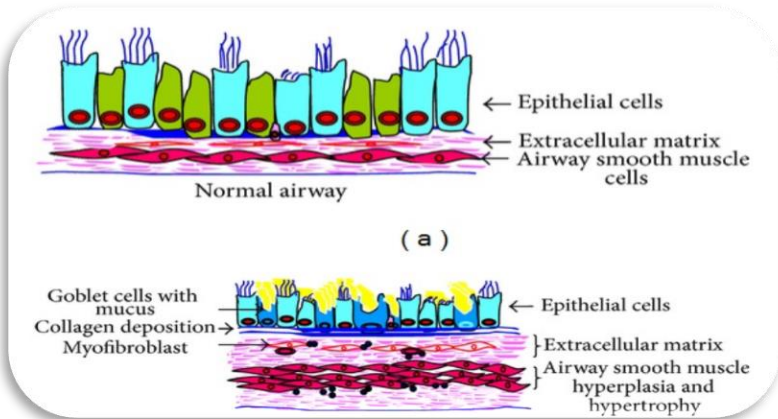 Epithelial cells
Extracellular matrix
Airway smooth muscle
cells
Normal airway
( a )
Goblet cells with
mucus
Collagen deposition
Myofibroblast
Epithelial cells
Extracellular matrix
Airway smooth muscle
hyperplasia and
hypertrophy